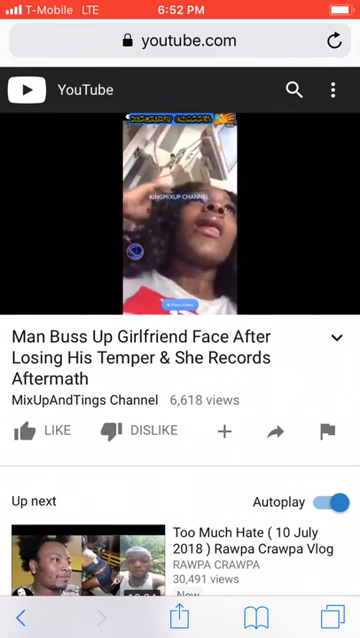 T-Mobile LTE 6:52 PM
youtube.com
YouTube
KINGMIXUP CHANNEL
Man Buss Up Girlfriend Face After
Losing His Temper & She Records
Aftermath
MixUpAndTings Channel 6,618 views
LIKE DISLIKE
Up next Autoplay
Too Much Hate ( 10 July
2018 ) Rawpa Crawpa Vlog
RAWPA CRAWPA
30,491 views
New